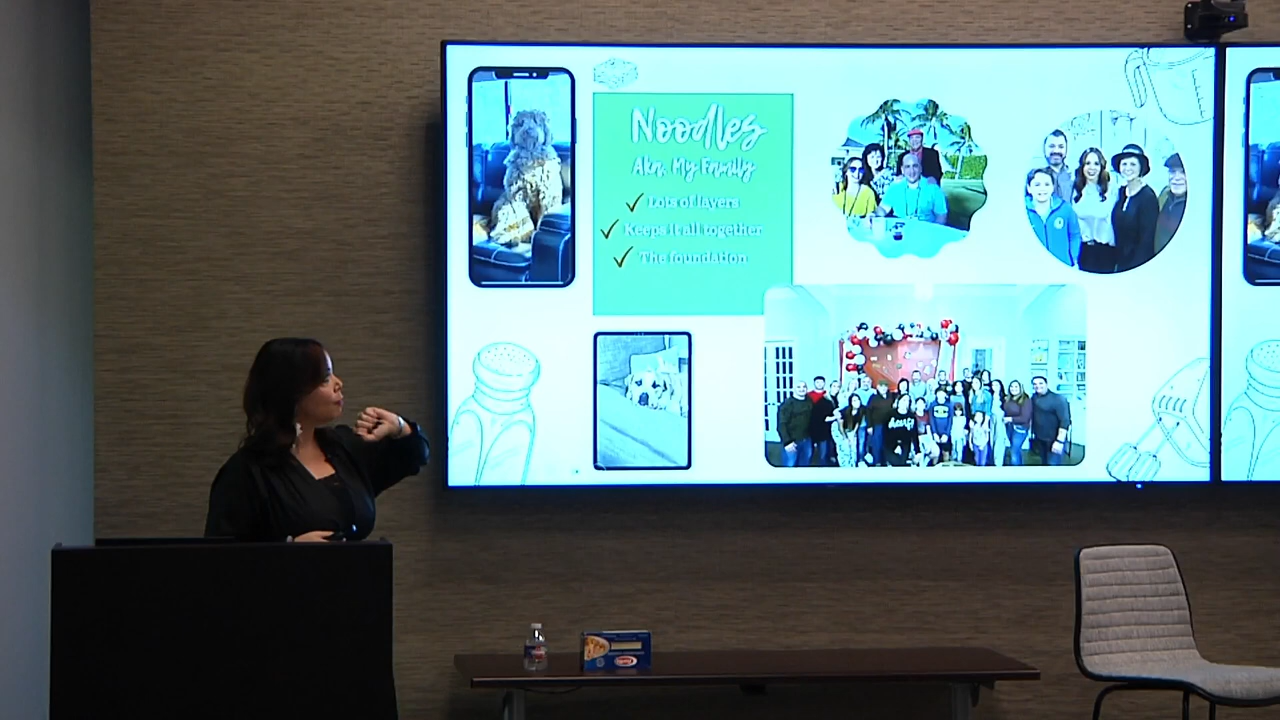 Noodles
Aka. My Family
Lots of layers
Keeps it all together
The foundation